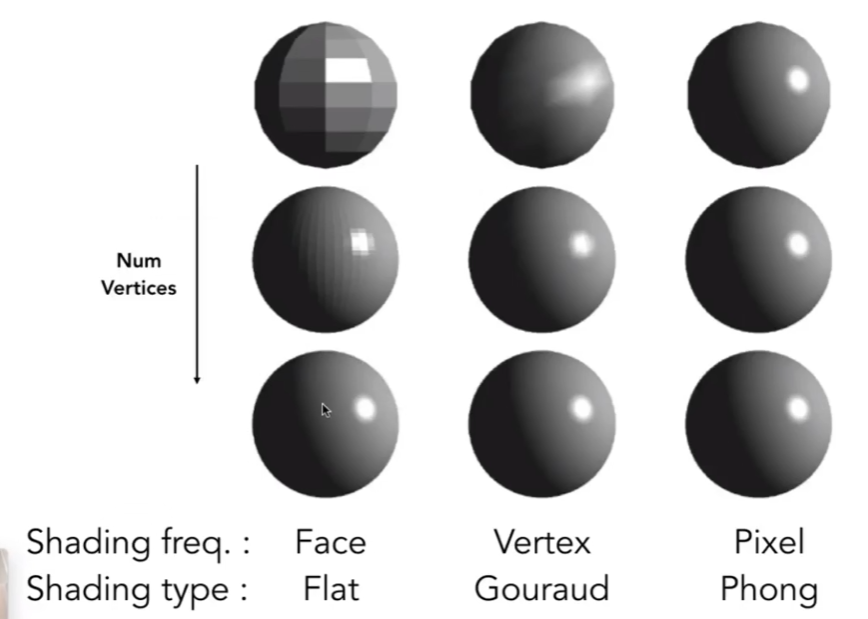 Num
Vertices
Shading freq. : Face Vertex Pixel
Shading type : Flat Gouraud Phong